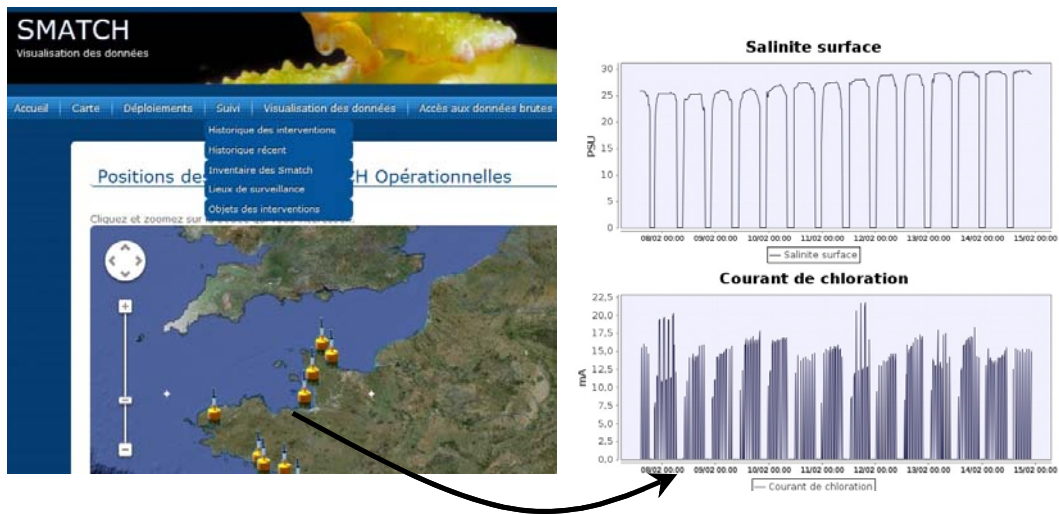 SMATCH
Visualisation des données
Accueil Carte Déploiements Suivi Visualisation des données Accès aux données brutes
Historique des interventions
Historique récent
Inventaire des Smatch
Lieux de surveillance
Objets des interventions
Positions de H Opérationnelles
Cliquez et zoomez sur
Salinite surface
30
25
20
15
10
5
0
PSU
08/02 00:00 09/02 00:00 10/02 00:00 11/02 00:00 12/02 00:00 13/02 00:00 14/02 00:00 15/02 00:00
Salinite surface
Courant de chloration
22,5
20,0
17,5
15,0
12,5
10,0
7,5
5,0
2,5
0,0
mA
08/02 00:00 09/02 00:00 10/02 00:00 11/02 00:00 12/02 00:00 13/02 00:00 14/02 00:00 15/02 00:00
Courant de chloration